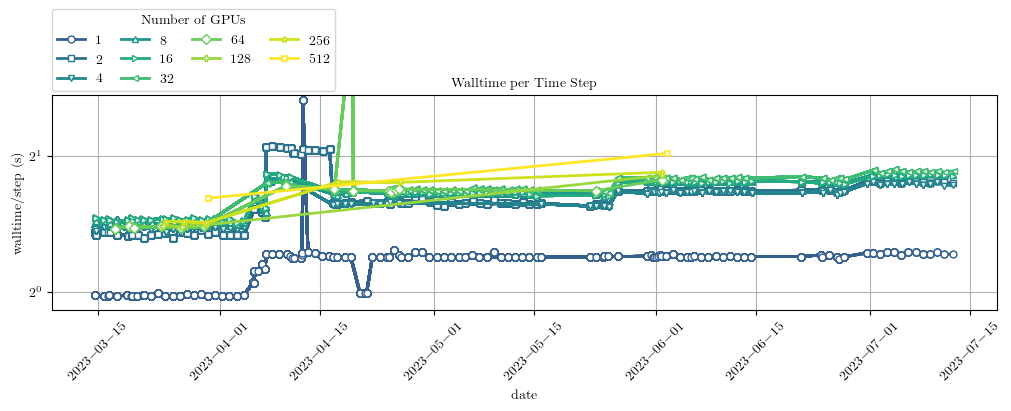 Number of GPUs
1 8 64 256
2 16 128 512
4 32
Walltime per Time Step
walltime/step (s)
2¹
2⁰
2023−03−15 2023−04−01 2023−04−15 2023−05−01 2023−05−15 2023−06−01 2023−06−15 2023−07−01 2023−07−15
date